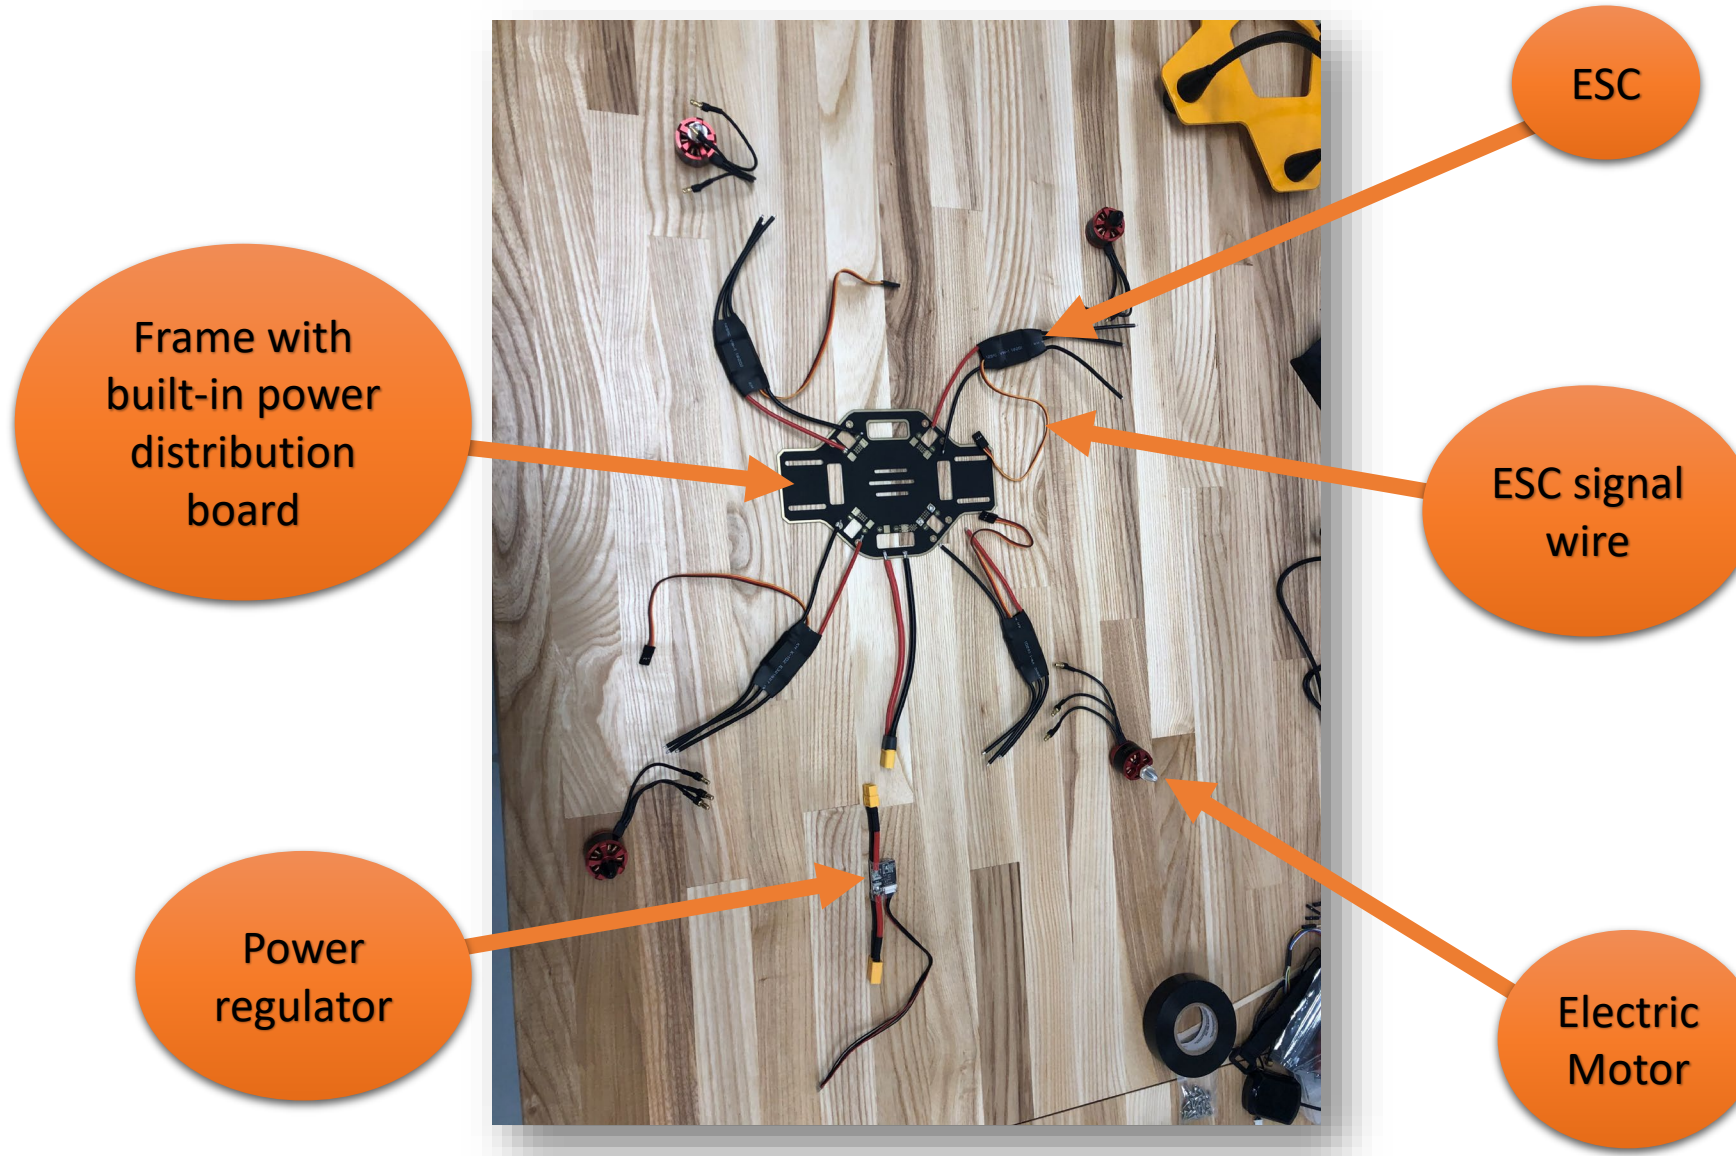 ESC
Frame with
built-in power
distribution
board
ESC signal
wire
Power
regulator
Electric
Motor